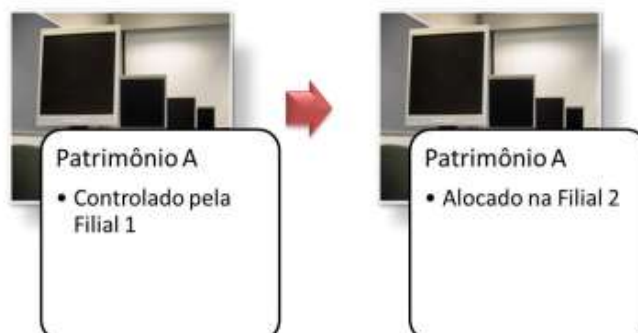 Patrimônio A
• Controlado pela
Filial 1
Patrimônio A
• Alocado na Filial 2